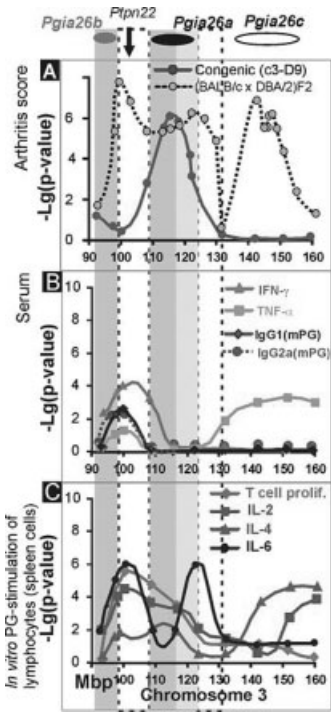 Pgia26b Ptpn22 Pgia26a Pgia26c
A
Arthritis score
-Lg(p-value)
Congenic (c3-D9)
(BALB/c x DBA/2)F2
6
4
2
0
90 100 110 120 130 140 150 160
B
Serum
-Lg(p-value)
IFN-γ
TNF-α
IgG1(mPG)
IgG2a(mPG)
6
4
2
0
90 100 110 120 130 140 150 160
C
In vitro PG-stimulation of
lymphocytes (spleen cells)
-Lg(p-value)
T cell prolif.
IL-2
IL-4
IL-6
8
6
4
2
0
90 100 110 120 130 140 150 160
Mbp
Chromosome 3